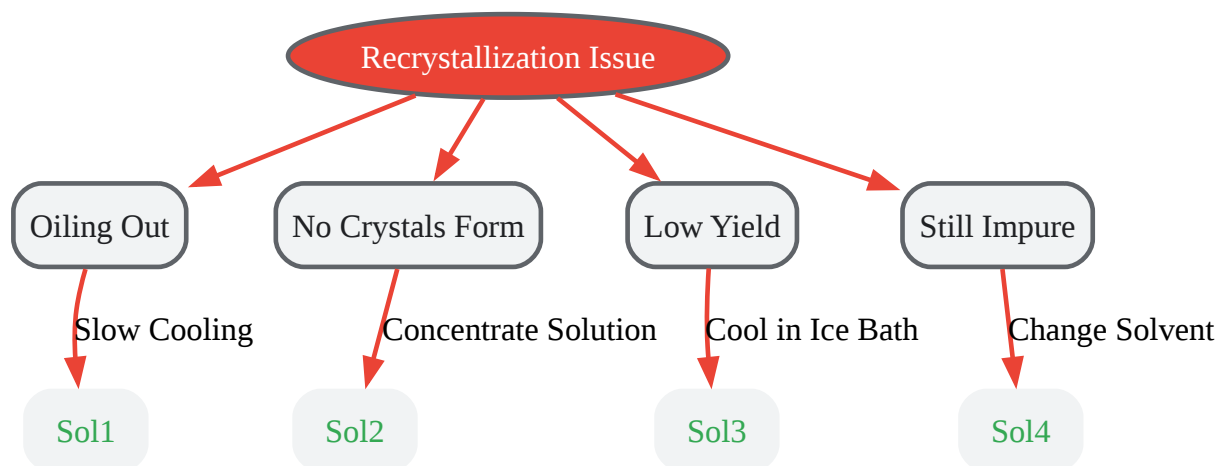 Recrystallization Issue
Oiling Out
No Crystals Form
Low Yield
Still Impure
Slow Cooling
Concentrate Solution
Cool in Ice Bath
Change Solvent
Sol1
Sol2
Sol3
Sol4